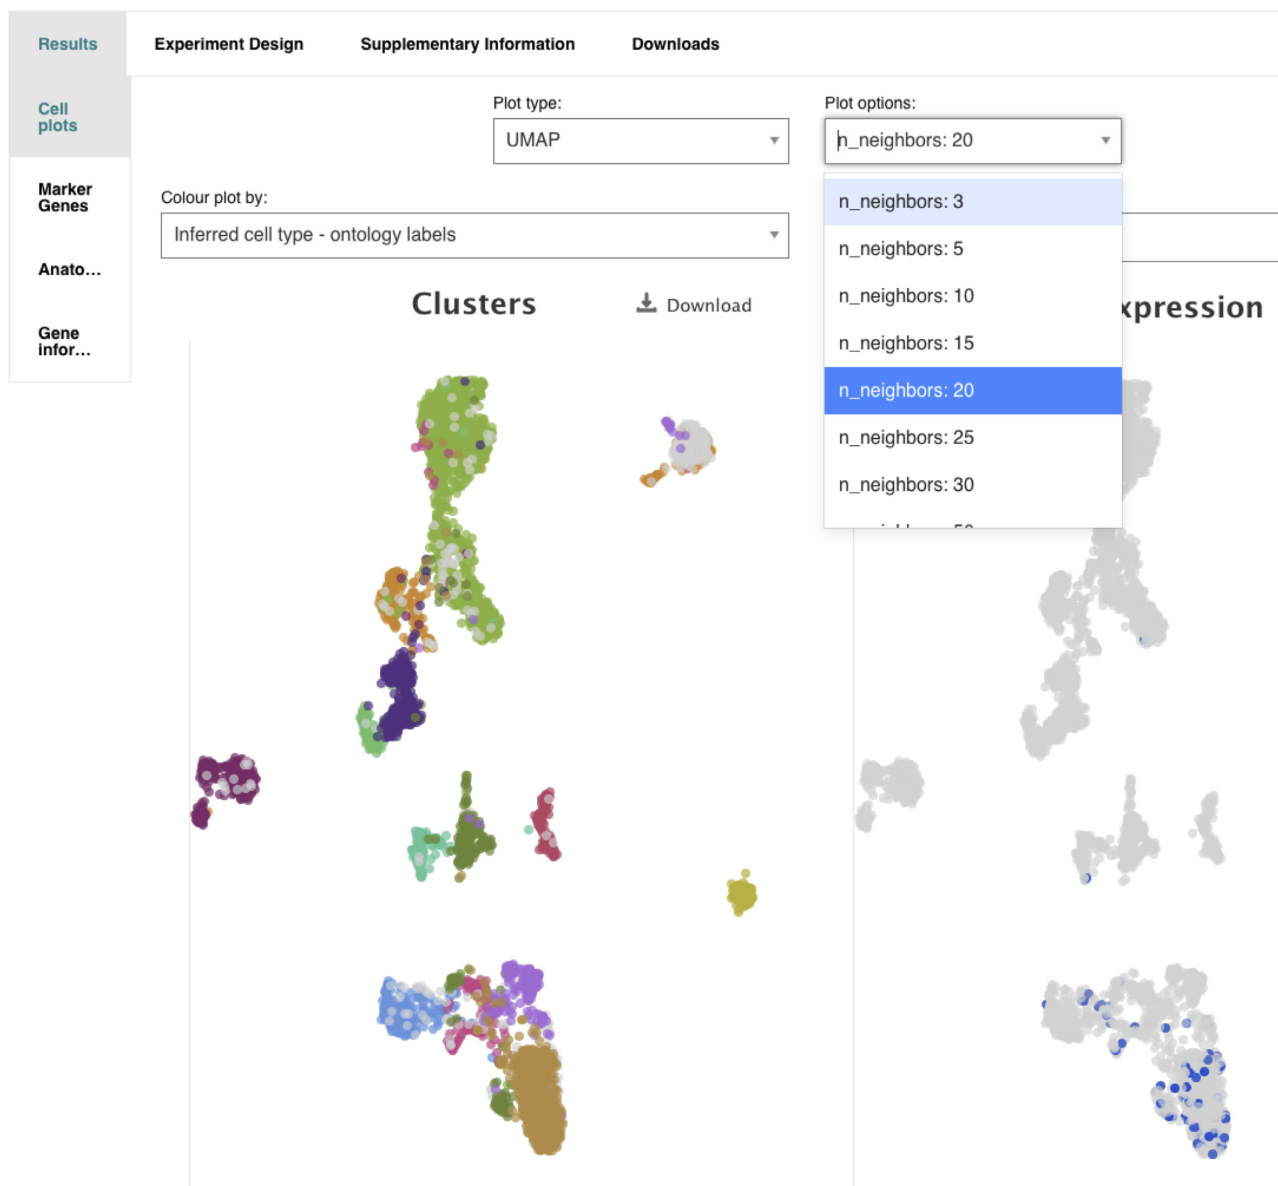 Results
Experiment Design
Supplementary Information
Downloads
Cell
plots
Marker
Genes
Anato...
Gene
infor...
Plot type:
UMAP
Plot options:
n_neighbors: 20
Colour plot by:
Inferred cell type - ontology labels
n_neighbors: 3
n_neighbors: 5
n_neighbors: 10
n_neighbors: 15
n_neighbors: 20
n_neighbors: 25
n_neighbors: 30
Clusters
Download
xpression